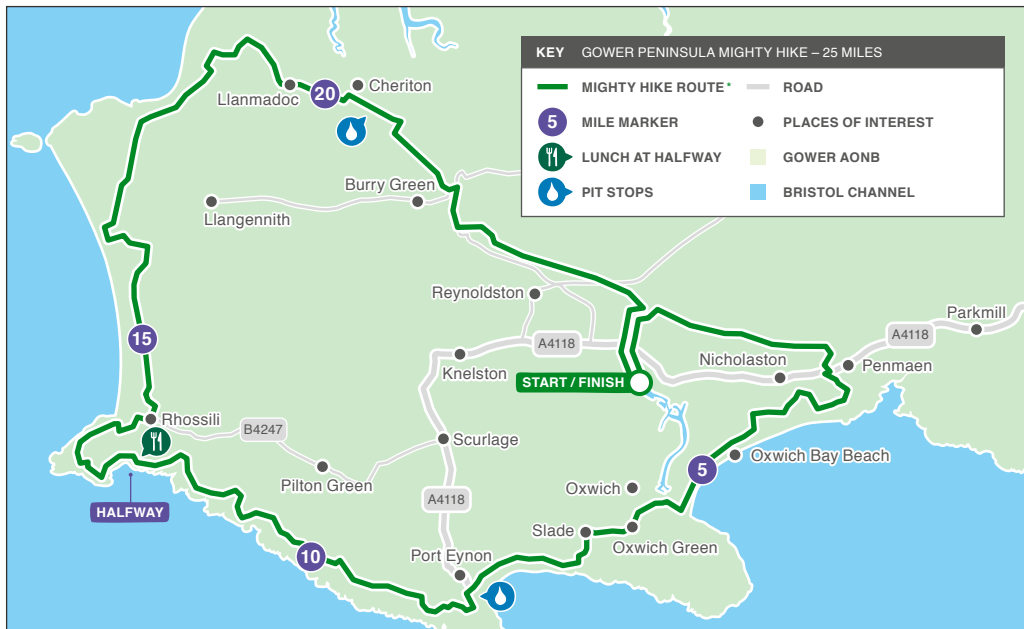 KEY GOWER PENINSULA MIGHTY HIKE – 25 MILES
MIGHTY HIKE ROUTE*
ROAD
5 MILE MARKER
PLACES OF INTEREST
LUNCH AT HALFWAY
GOWER AONB
PIT STOPS
BRISTOL CHANNEL
Llanmadoc
20
Cheriton
Burry Green
Llangennith
Reynoldston
Parkmill
A4118
15
A4118
Knelston
Nicholaston
Penmaen
START / FINISH
Rhossili
B4247
Scurlage
Oxwich Bay Beach
5
Pilton Green
Oxwich
A4118
HALFWAY
Slade
Oxwich Green
10
Port Eynon